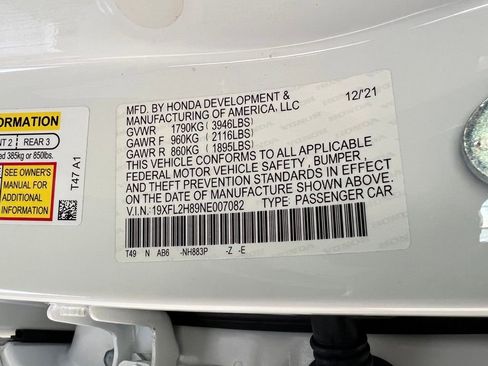 MFD. BY HONDA DEVELOPMENT & 12/'21
MANUFACTURING OF AMERICA, LLC
GVWR 1790KG (3946LBS)
GAWR F 960KG (2116LBS)
GAWR R 860KG (1895LBS)
THIS VEHICLE CONFORMS TO ALL APPLICABLE
FEDERAL MOTOR VEHICLE SAFETY, BUMPER,
AND THEFT PREVENTION STANDARDS IN EFFECT
ON THE DATE OF MANUFACTURE SHOWN ABOVE.
V.I.N.: 19XFL2H89NE007082 TYPE: PASSENGER CAR
T49 N AB6 -NH883P -Z -E
2 REAR 3
385kg or 850lbs.
SEE OWNER'S
MANUAL FOR
ADDITIONAL
INFORMATION
T47 A1